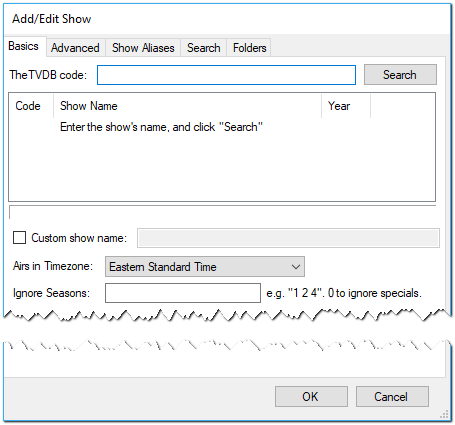 Add/Edit Show
Basics Advanced Show Aliases Search Folders
TheTVDB code: Search
Code Show Name Year
Enter the show's name, and click "Search"
Custom show name:
Airs in Timezone: Eastern Standard Time
Ignore Seasons: e.g. "1 2 4". 0 to ignore specials.
OK Cancel